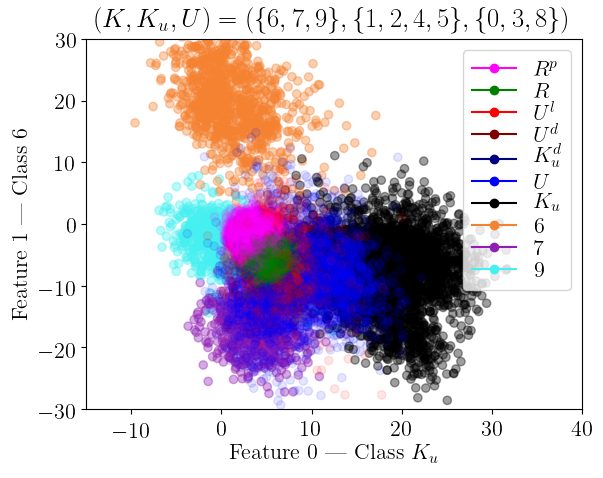 (K, K_u, U) = ({6, 7, 9}, {1, 2, 4, 5}, {0, 3, 8})
30
20
10
0
−10
−20
−30
Feature 1 — Class 6
R^p
R
U^l
U^d
K_u^d
U
K_u
6
7
9
−10
0
10
20
30
40
Feature 0 — Class K_u